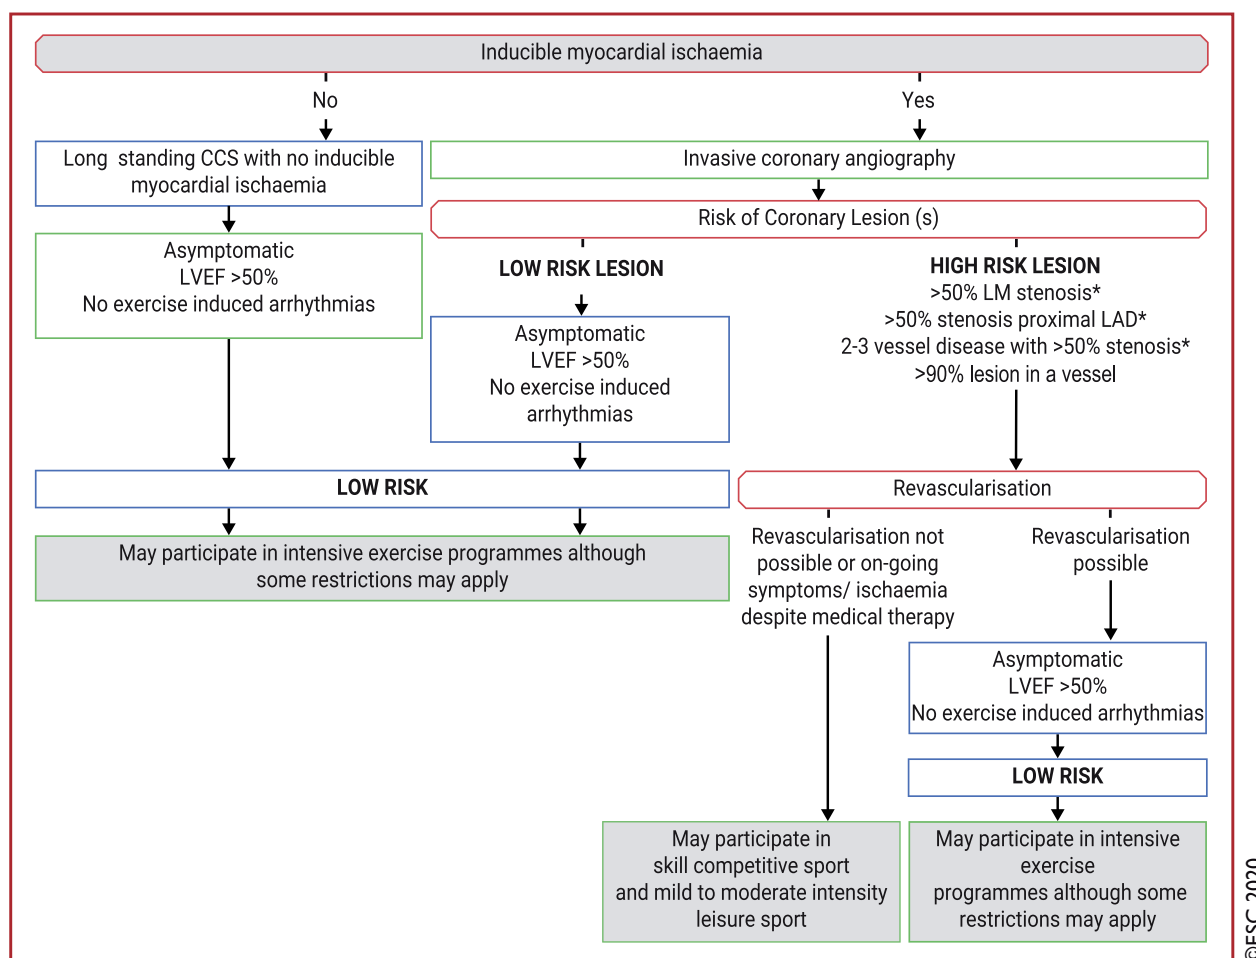 Inducible myocardial ischaemia
No
Yes
Long standing CCS with no inducible
myocardial ischaemia
Invasive coronary angiography
Risk of Coronary Lesion (s)
Asymptomatic
LVEF >50%
No exercise induced arrhythmias
LOW RISK LESION
Asymptomatic
LVEF >50%
No exercise induced
arrhythmias
HIGH RISK LESION
>50% LM stenosis*
>50% stenosis proximal LAD*
2-3 vessel disease with >50% stenosis*
>90% lesion in a vessel
LOW RISK
May participate in intensive exercise programmes although
some restrictions may apply
Revascularisation
Revascularisation not
possible or on-going
symptoms/ ischaemia
despite medical therapy
Revascularisation
possible
Asymptomatic
LVEF >50%
No exercise induced arrhythmias
LOW RISK
May participate in
skill competitive sport
and mild to moderate intensity
leisure sport
May participate in intensive
exercise
programmes although some
restrictions may apply
©ESC 2020